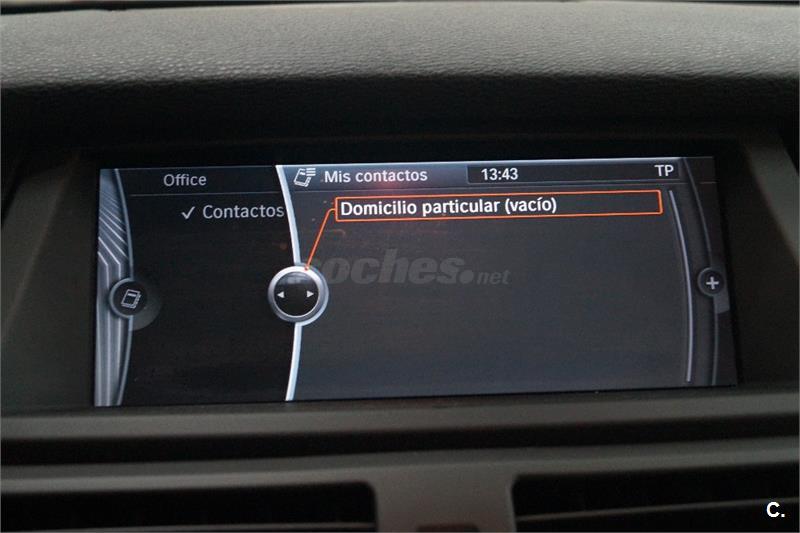 Office
Mis contactos
13:43
TP
✓ Contactos
Domicilio particular (vacío)
coches.net
C.